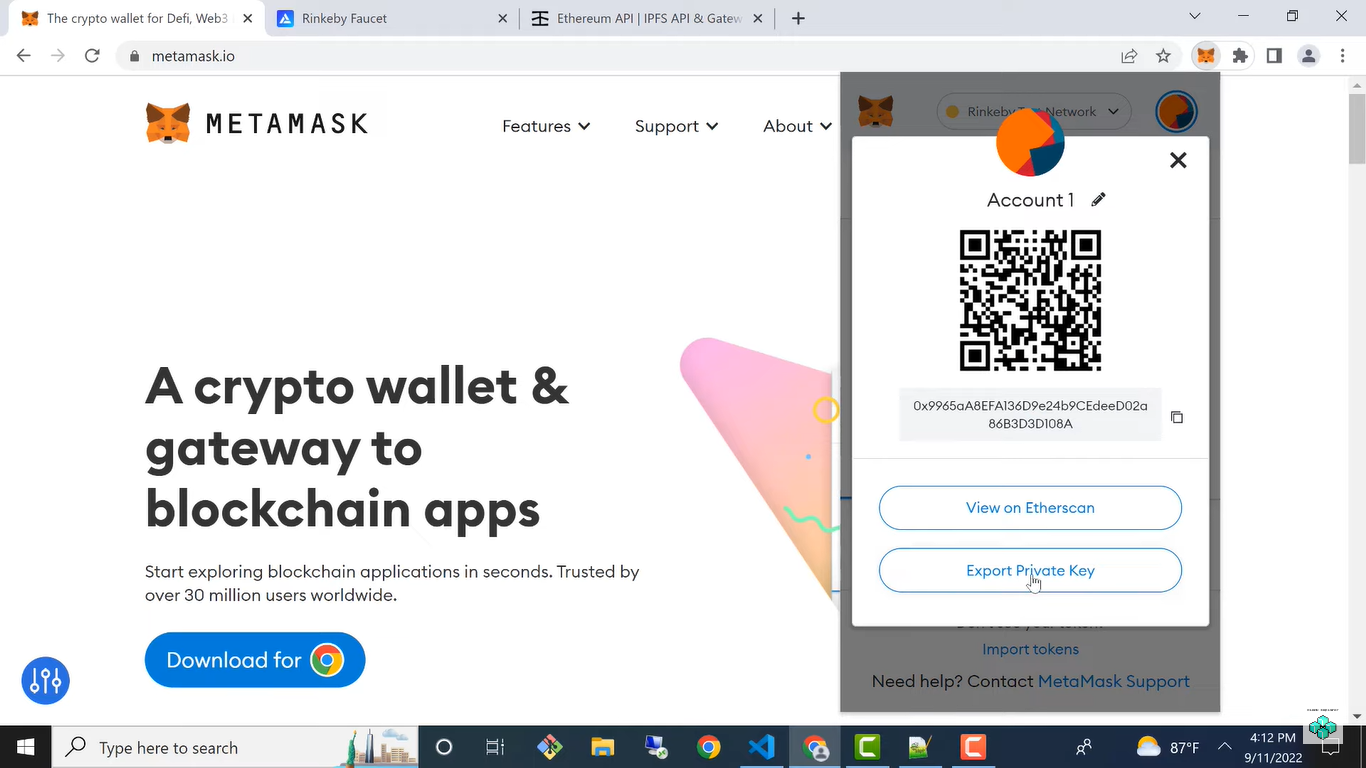 The crypto wallet for Defi, Web3
Rinkeby Faucet
Ethereum API | IPFS API & Gatew
metamask.io
METAMASK
Features
Support
About
Rinkeby Test Network
Account 1
0x9965aA8EFA136D9e24b9CEdeeD02a
86B3D3D108A
View on Etherscan
Export Private Key
A crypto wallet &
gateway to
blockchain apps
Start exploring blockchain applications in seconds. Trusted by
over 30 million users worldwide.
Download for
Import tokens
Need help? Contact MetaMask Support
Type here to search
87°F
4:12 PM
9/11/2022